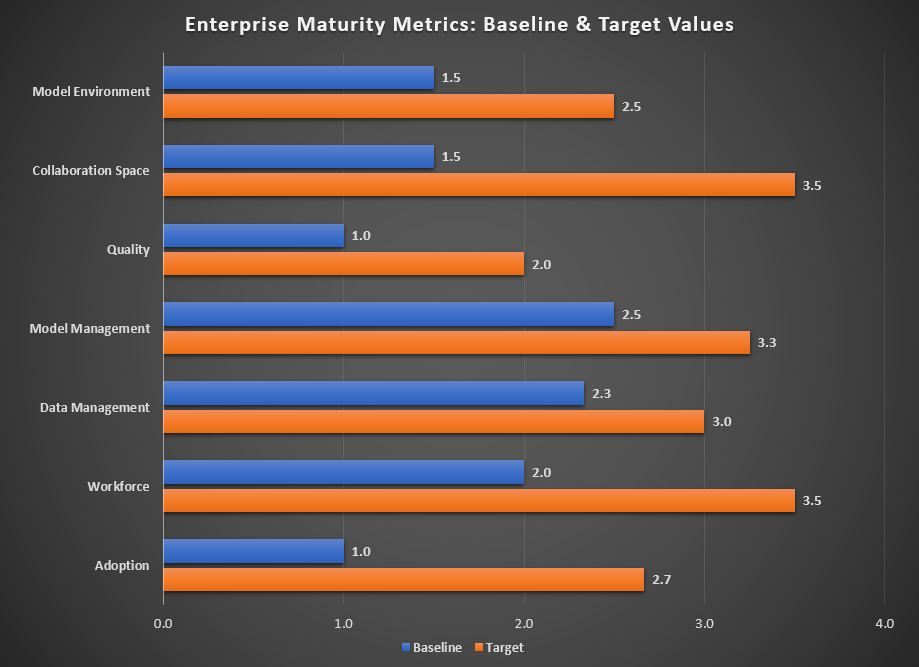 Enterprise Maturity Metrics: Baseline & Target Values
Model Environment
1.5
2.5
Collaboration Space
1.5
3.5
Quality
1.0
2.0
Model Management
2.5
3.3
Data Management
2.3
3.0
Workforce
2.0
3.5
Adoption
1.0
2.7
0.0 1.0 2.0 3.0 4.0
Baseline Target